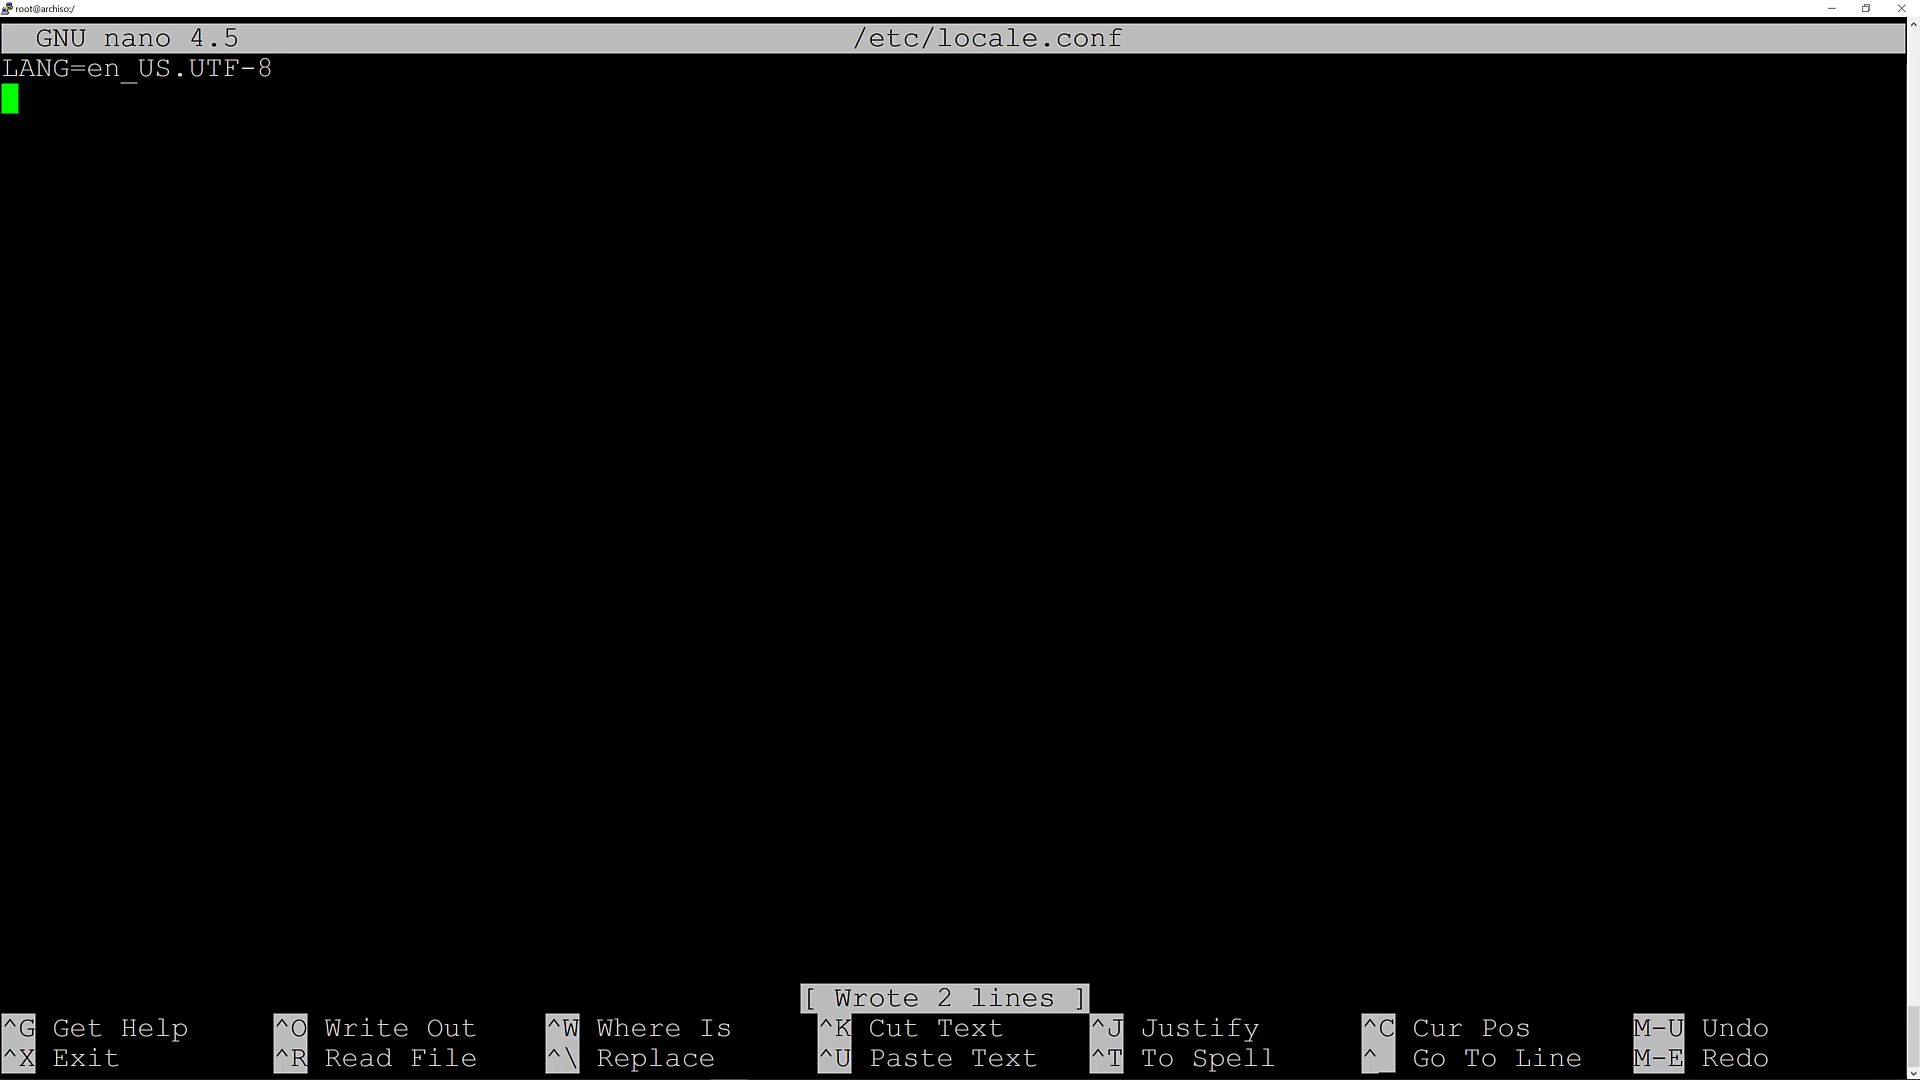 root@archiso:/
GNU nano 4.5 /etc/locale.conf
LANG=en_US.UTF-8
[ Wrote 2 lines ]
^G Get Help ^O Write Out ^W Where Is ^K Cut Text ^J Justify ^C Cur Pos M-U Undo
^X Exit ^R Read File ^\ Replace ^U Paste Text ^T To Spell ^_ Go To Line M-E Redo